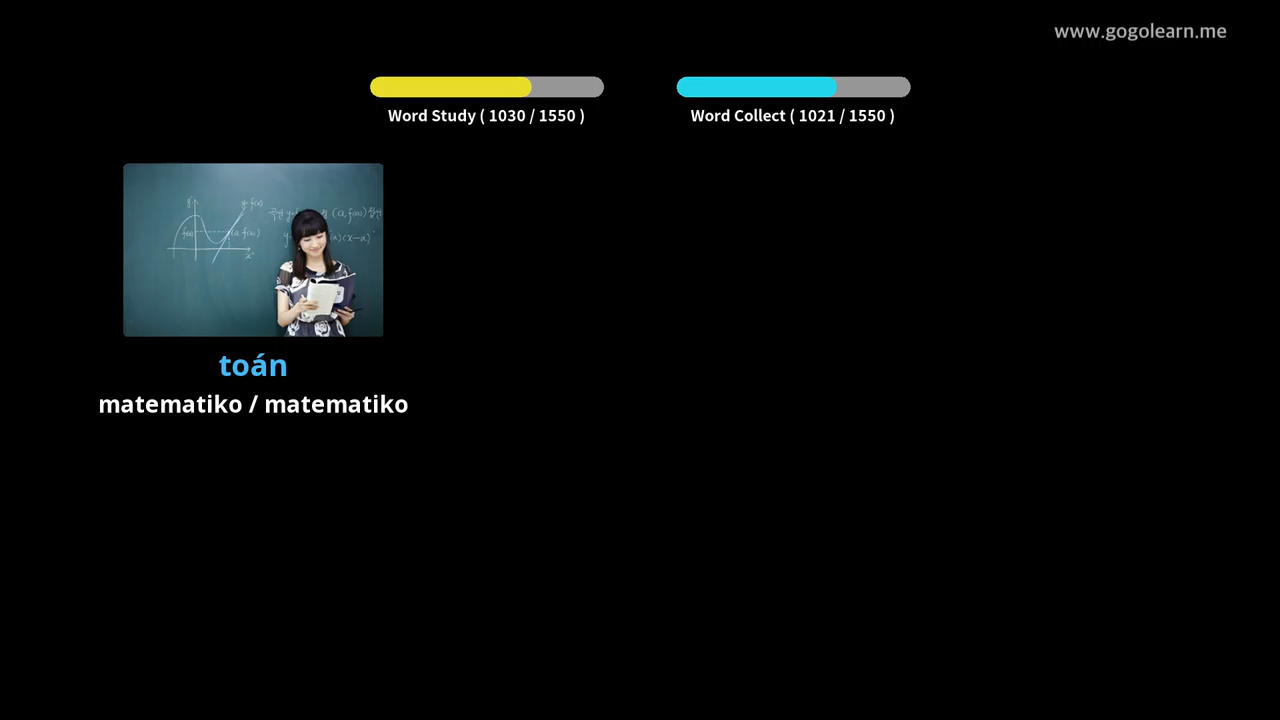 www.gogolearn.me
Word Study ( 1030 / 1550 )
Word Collect ( 1021 / 1550 )
toán
matematiko / matematiko